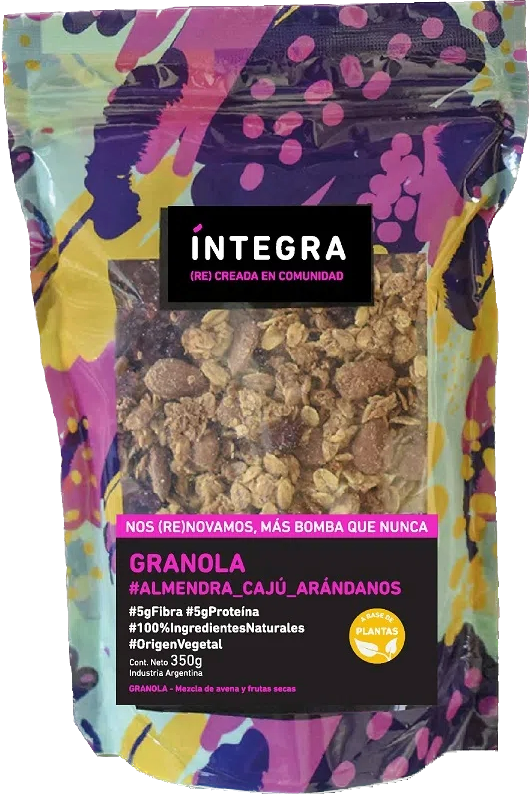 ÍNTEGRA
(RE) CREADA EN COMUNIDAD
NOS (RE)NOVAMOS, MÁS BOMBA QUE NUNCA
GRANOLA
#ALMENDRA_CAJÚ_ARÁNDANOS
#5gFibra #5gProteína
#100%IngredientesNaturales
#OrigenVegetal
Cont. Neto 350g
Industria Argentina
GRANOLA - Mezcla de avena y frutas secas
A BASE DE
PLANTAS